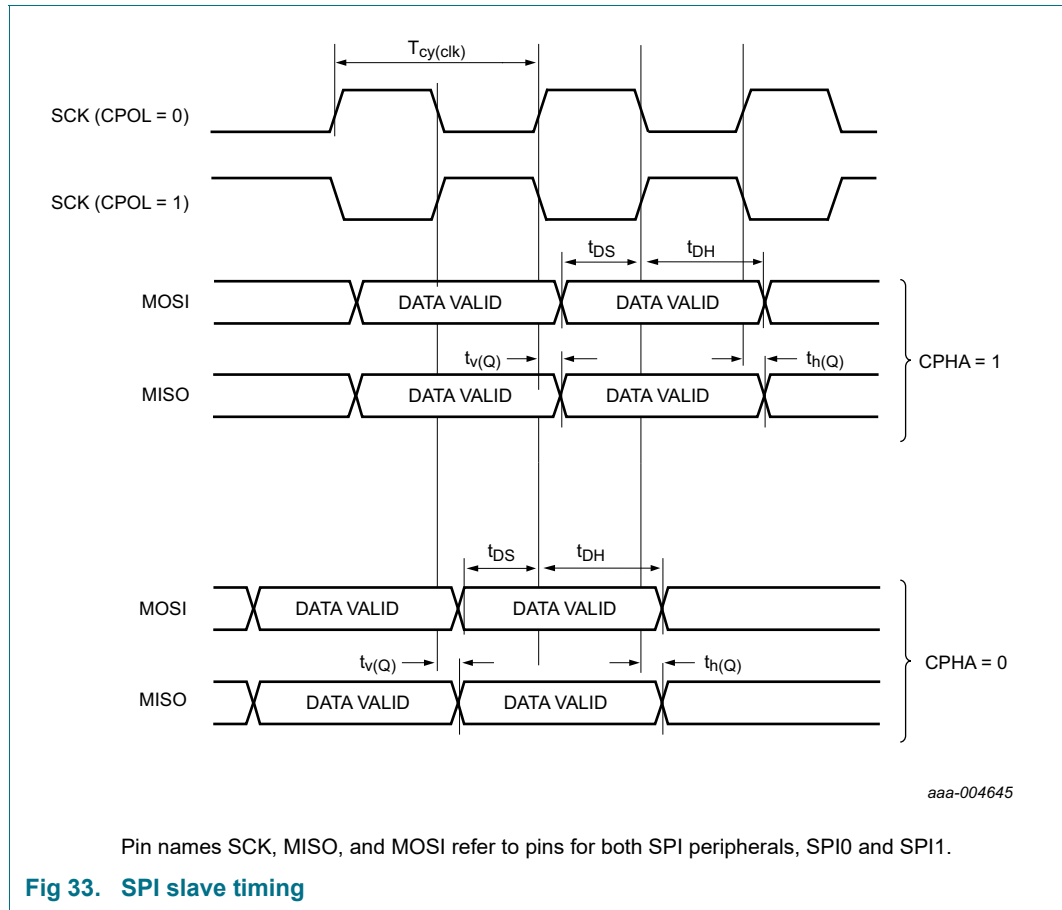 Tcy(clk)
SCK (CPOL = 0)
SCK (CPOL = 1)
tDS tDH
MOSI DATA VALID DATA VALID
tv(Q) th(Q)
CPHA = 1
MISO DATA VALID DATA VALID
tDS tDH
MOSI DATA VALID DATA VALID
tv(Q) th(Q)
CPHA = 0
MISO DATA VALID DATA VALID
aaa-004645
Pin names SCK, MISO, and MOSI refer to pins for both SPI peripherals, SPI0 and SPI1.
Fig 33. SPI slave timing